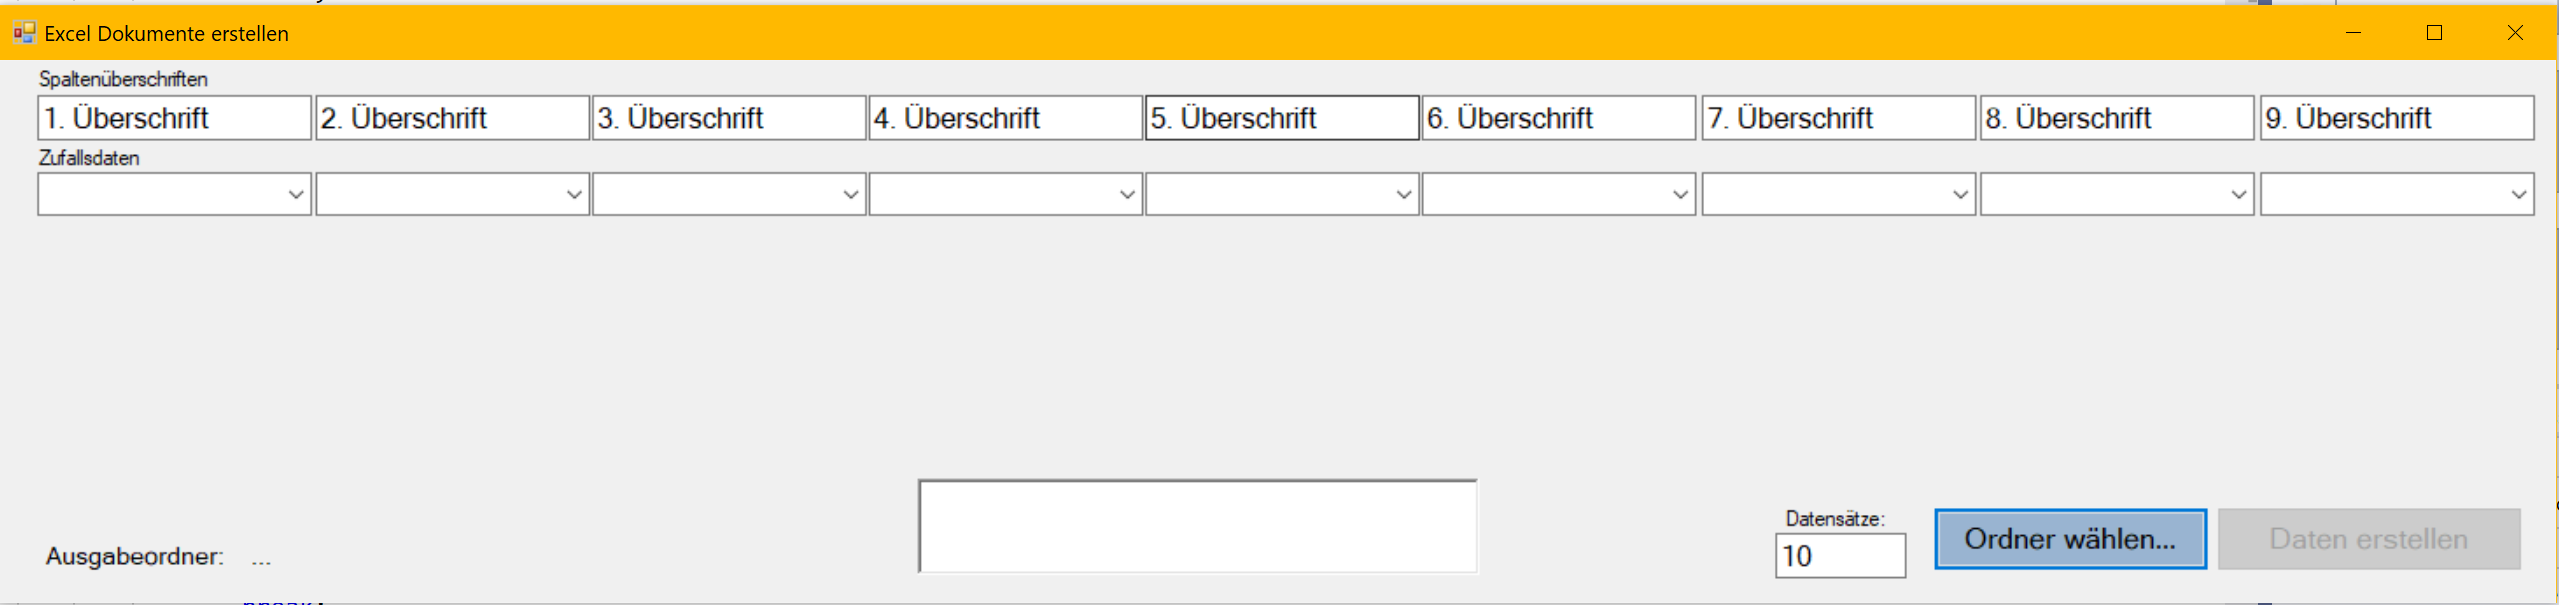 Excel Dokumente erstellen
Spaltenüberschriften
1. Überschrift 2. Überschrift 3. Überschrift 4. Überschrift 5. Überschrift 6. Überschrift 7. Überschrift 8. Überschrift 9. Überschrift
Zufallsdaten
Datensätze:
Ausgabeordner: ... 10 Ordner wählen... Daten erstellen